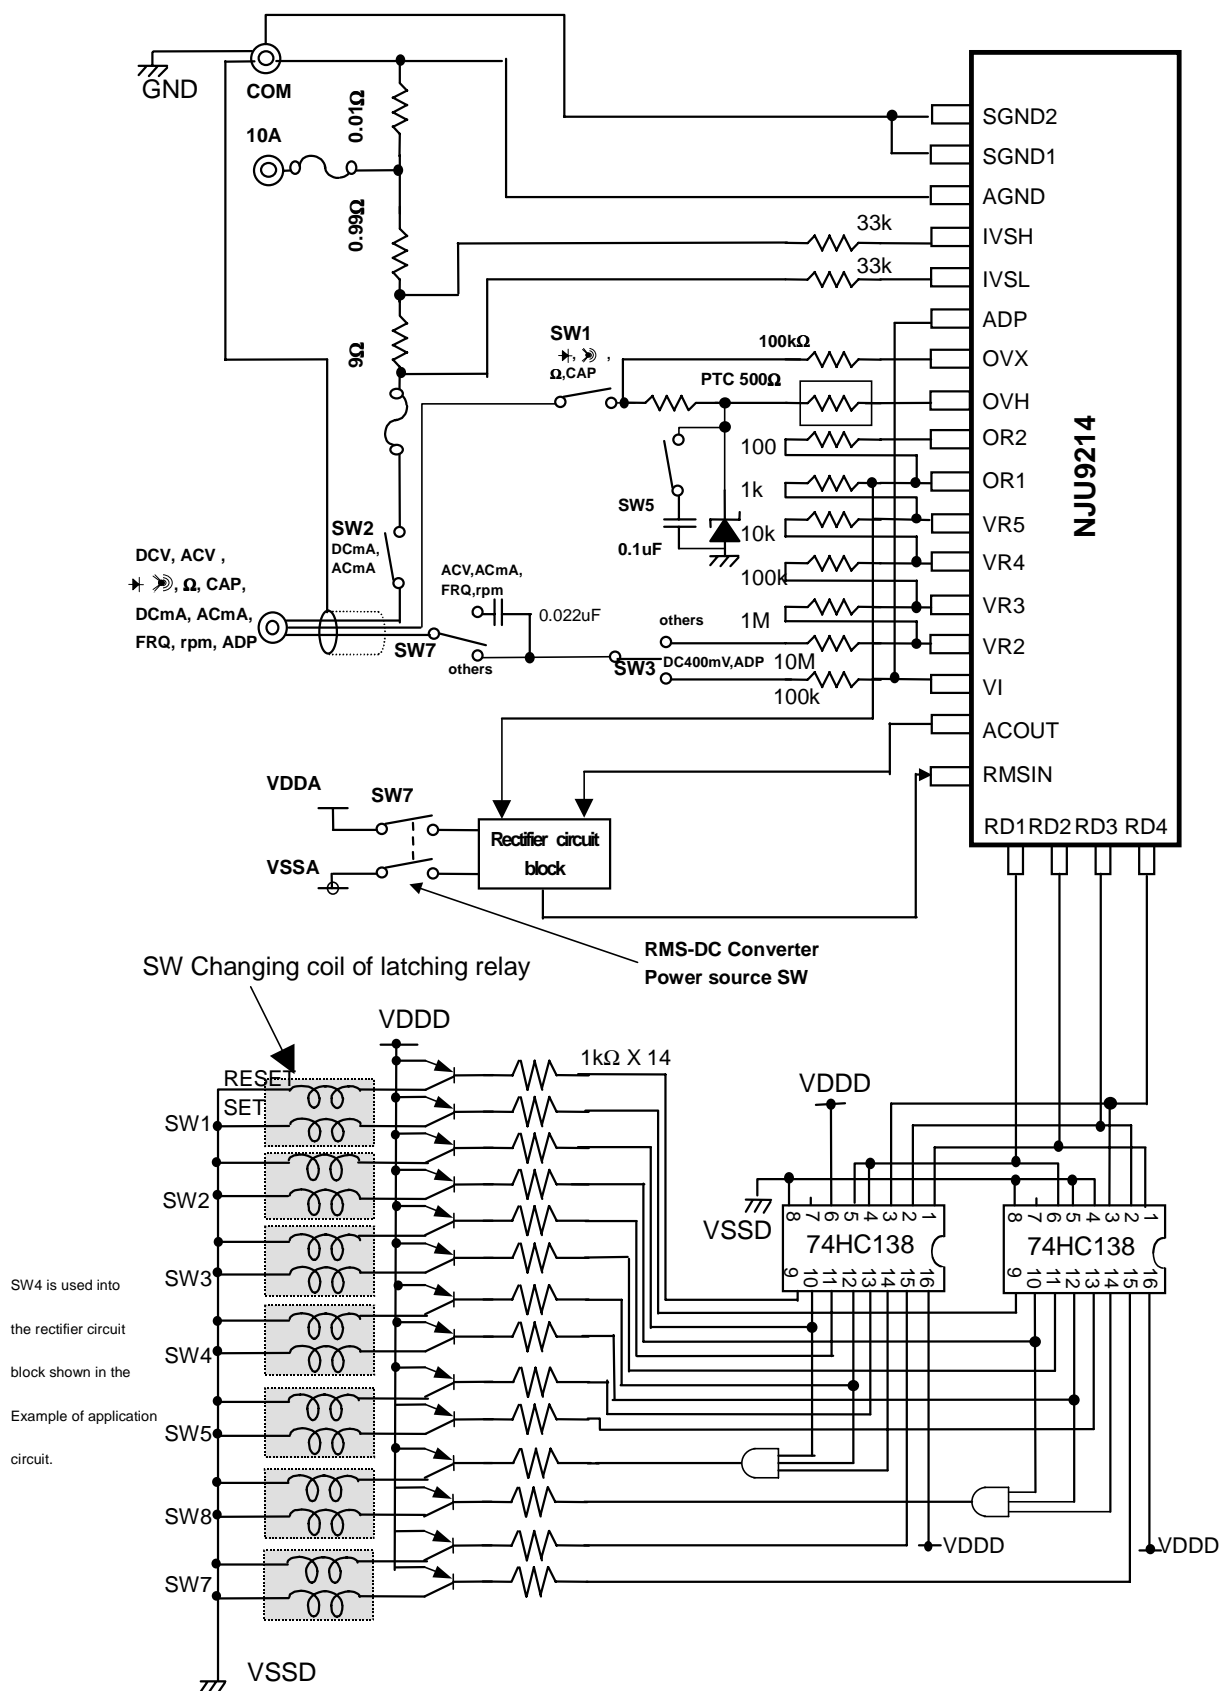 GND
COM
10A
0.01Ω
0.99Ω
9Ω
SGND2
SGND1
AGND
IVSH
IVSL
ADP
OVX
OVH
OR2
OR1
VR5
VR4
VR3
VR2
VI
ACOUT
RMSIN
RD1 RD2 RD3 RD4
NJU9214
33k
33k
SW1
, ,
Ω,CAP
100kΩ
PTC 500Ω
100
1k
10k
100k
1M
10M
100k
SW5
0.1uF
SW2
DCmA,
ACmA
DCV, ACV ,
, Ω, CAP,
DCmA, ACmA,
FRQ, rpm, ADP
ACV,ACmA,
FRQ,rpm
0.022uF
SW7
others
SW3
others
DC400mV,ADP
VDDA
SW7
VSSA
Rectifier circuit
block
RMS-DC Converter
Power source SW
SW Changing coil of latching relay
VDDD
1kΩ X 14
RESET
SET
SW1
SW2
SW3
SW4
SW5
SW8
SW7
SW4 is used into
the rectifier circuit
block shown in the
Example of application
circuit.
VSSD
VDDD
VSSD
8 7 6 5 4 3 2 1
74HC138
9 10 11 12 13 14 15 16
8 7 6 5 4 3 2 1
74HC138
9 10 11 12 13 14 15 16
VDDD
VDDD